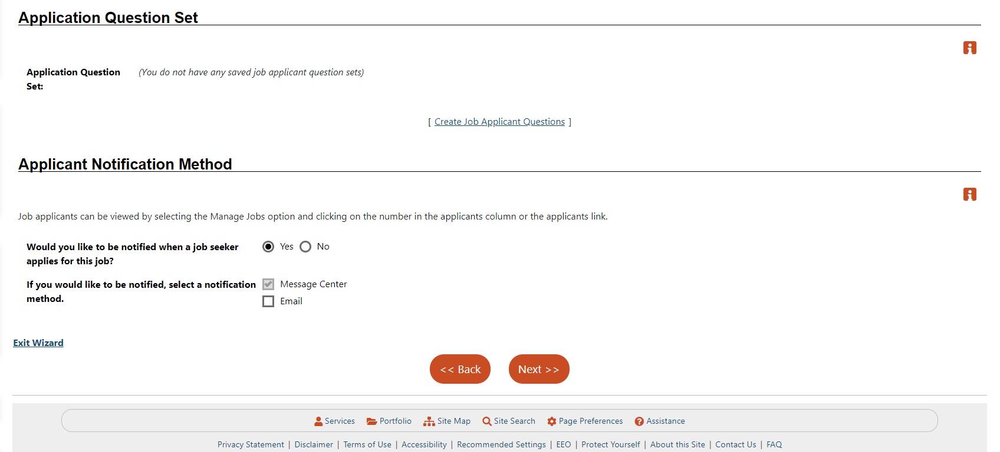 Application Question Set
Application Question (You do not have any saved job applicant question sets)
Set:
[ Create Job Applicant Questions ]
Applicant Notification Method
Job applicants can be viewed by selecting the Manage Jobs option and clicking on the number in the applicants column or the applicants link.
Would you like to be notified when a job seeker Yes No
applies for this job?
If you would like to be notified, select a notification Message Center
method.
Email
Exit Wizard
<< Back Next >>
Services Portfolio Site Map Site Search Page Preferences Assistance
Privacy Statement | Disclaimer | Terms of Use | Accessibility | Recommended Settings | EEO | Protect Yourself | About this Site | Contact Us | FAQ